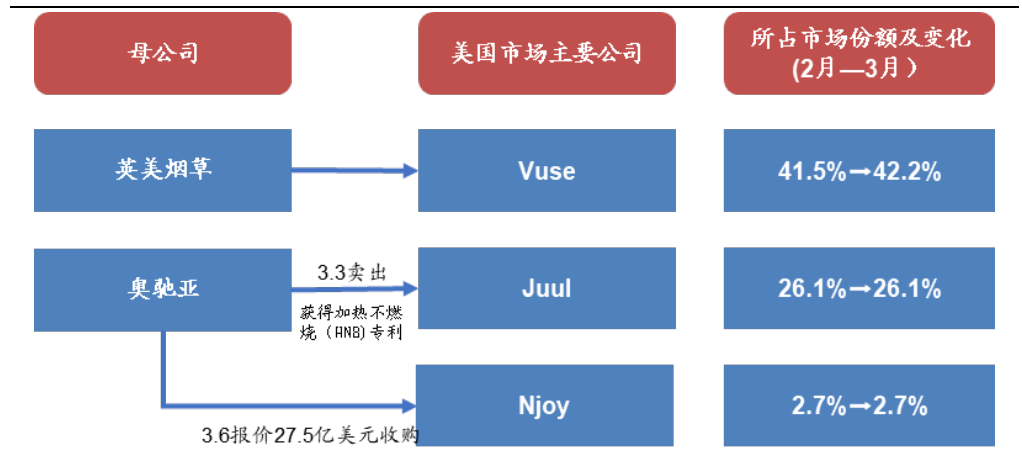 母公司
美国市场主要公司
所占市场份额及变化
(2月—3月）
英美烟草
Vuse
41.5%→42.2%
奥驰亚
3.3卖出
获得加热不燃
烧（HNB)专利
Juul
26.1%→26.1%
3.6报价27.5亿美元收购
Njoy
2.7%→2.7%